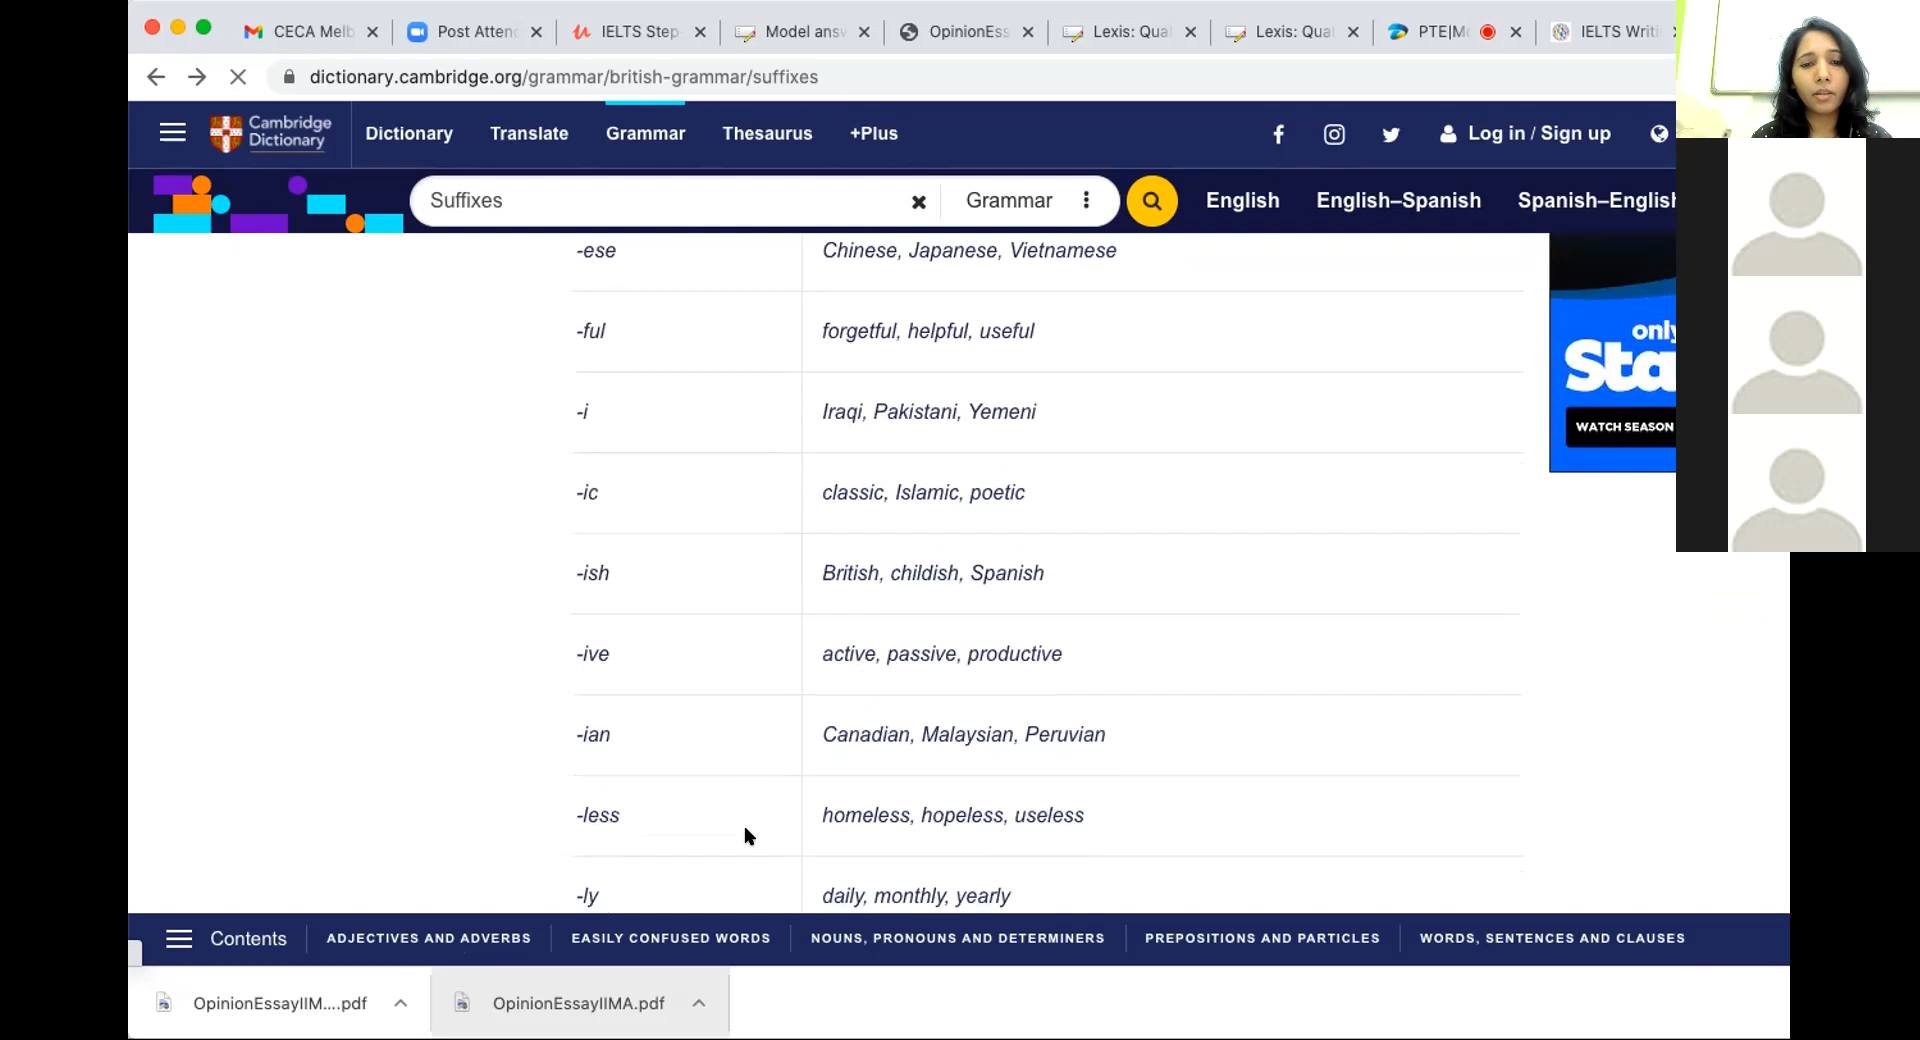 CECA Melb
Post Atten
IELTS Step
Model ansv
OpinionEss
Lexis: Qua
Lexis: Qua
PTE|Mo
IELTS Writi
dictionary.cambridge.org/grammar/british-grammar/suffixes
Cambridge
Dictionary
Dictionary
Translate
Grammar
Thesaurus
+Plus
Log in / Sign up
Suffixes
Grammar
English
English–Spanish
Spanish–English
-ese Chinese, Japanese, Vietnamese
-ful forgetful, helpful, useful
-i Iraqi, Pakistani, Yemeni
-ic classic, Islamic, poetic
-ish British, childish, Spanish
-ive active, passive, productive
-ian Canadian, Malaysian, Peruvian
-less homeless, hopeless, useless
-ly daily, monthly, yearly
only
Sta
WATCH SEASON
Contents
ADJECTIVES AND ADVERBS
EASILY CONFUSED WORDS
NOUNS, PRONOUNS AND DETERMINERS
PREPOSITIONS AND PARTICLES
WORDS, SENTENCES AND CLAUSES
OpinionEssayIIM....pdf
OpinionEssayIIMA.pdf